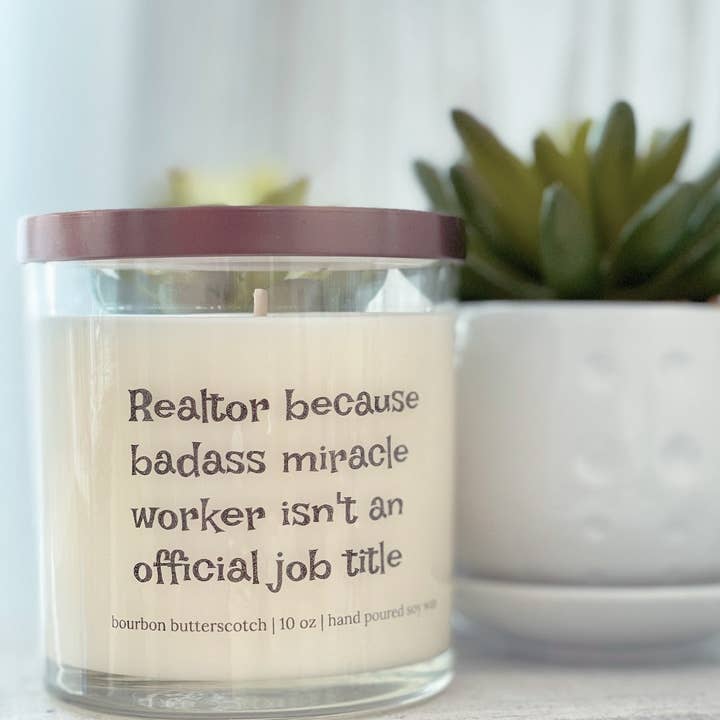 Realtor because
badass miracle
worker isn't an
official job title
bourbon butterscotch | 10 oz | hand poured soy wax